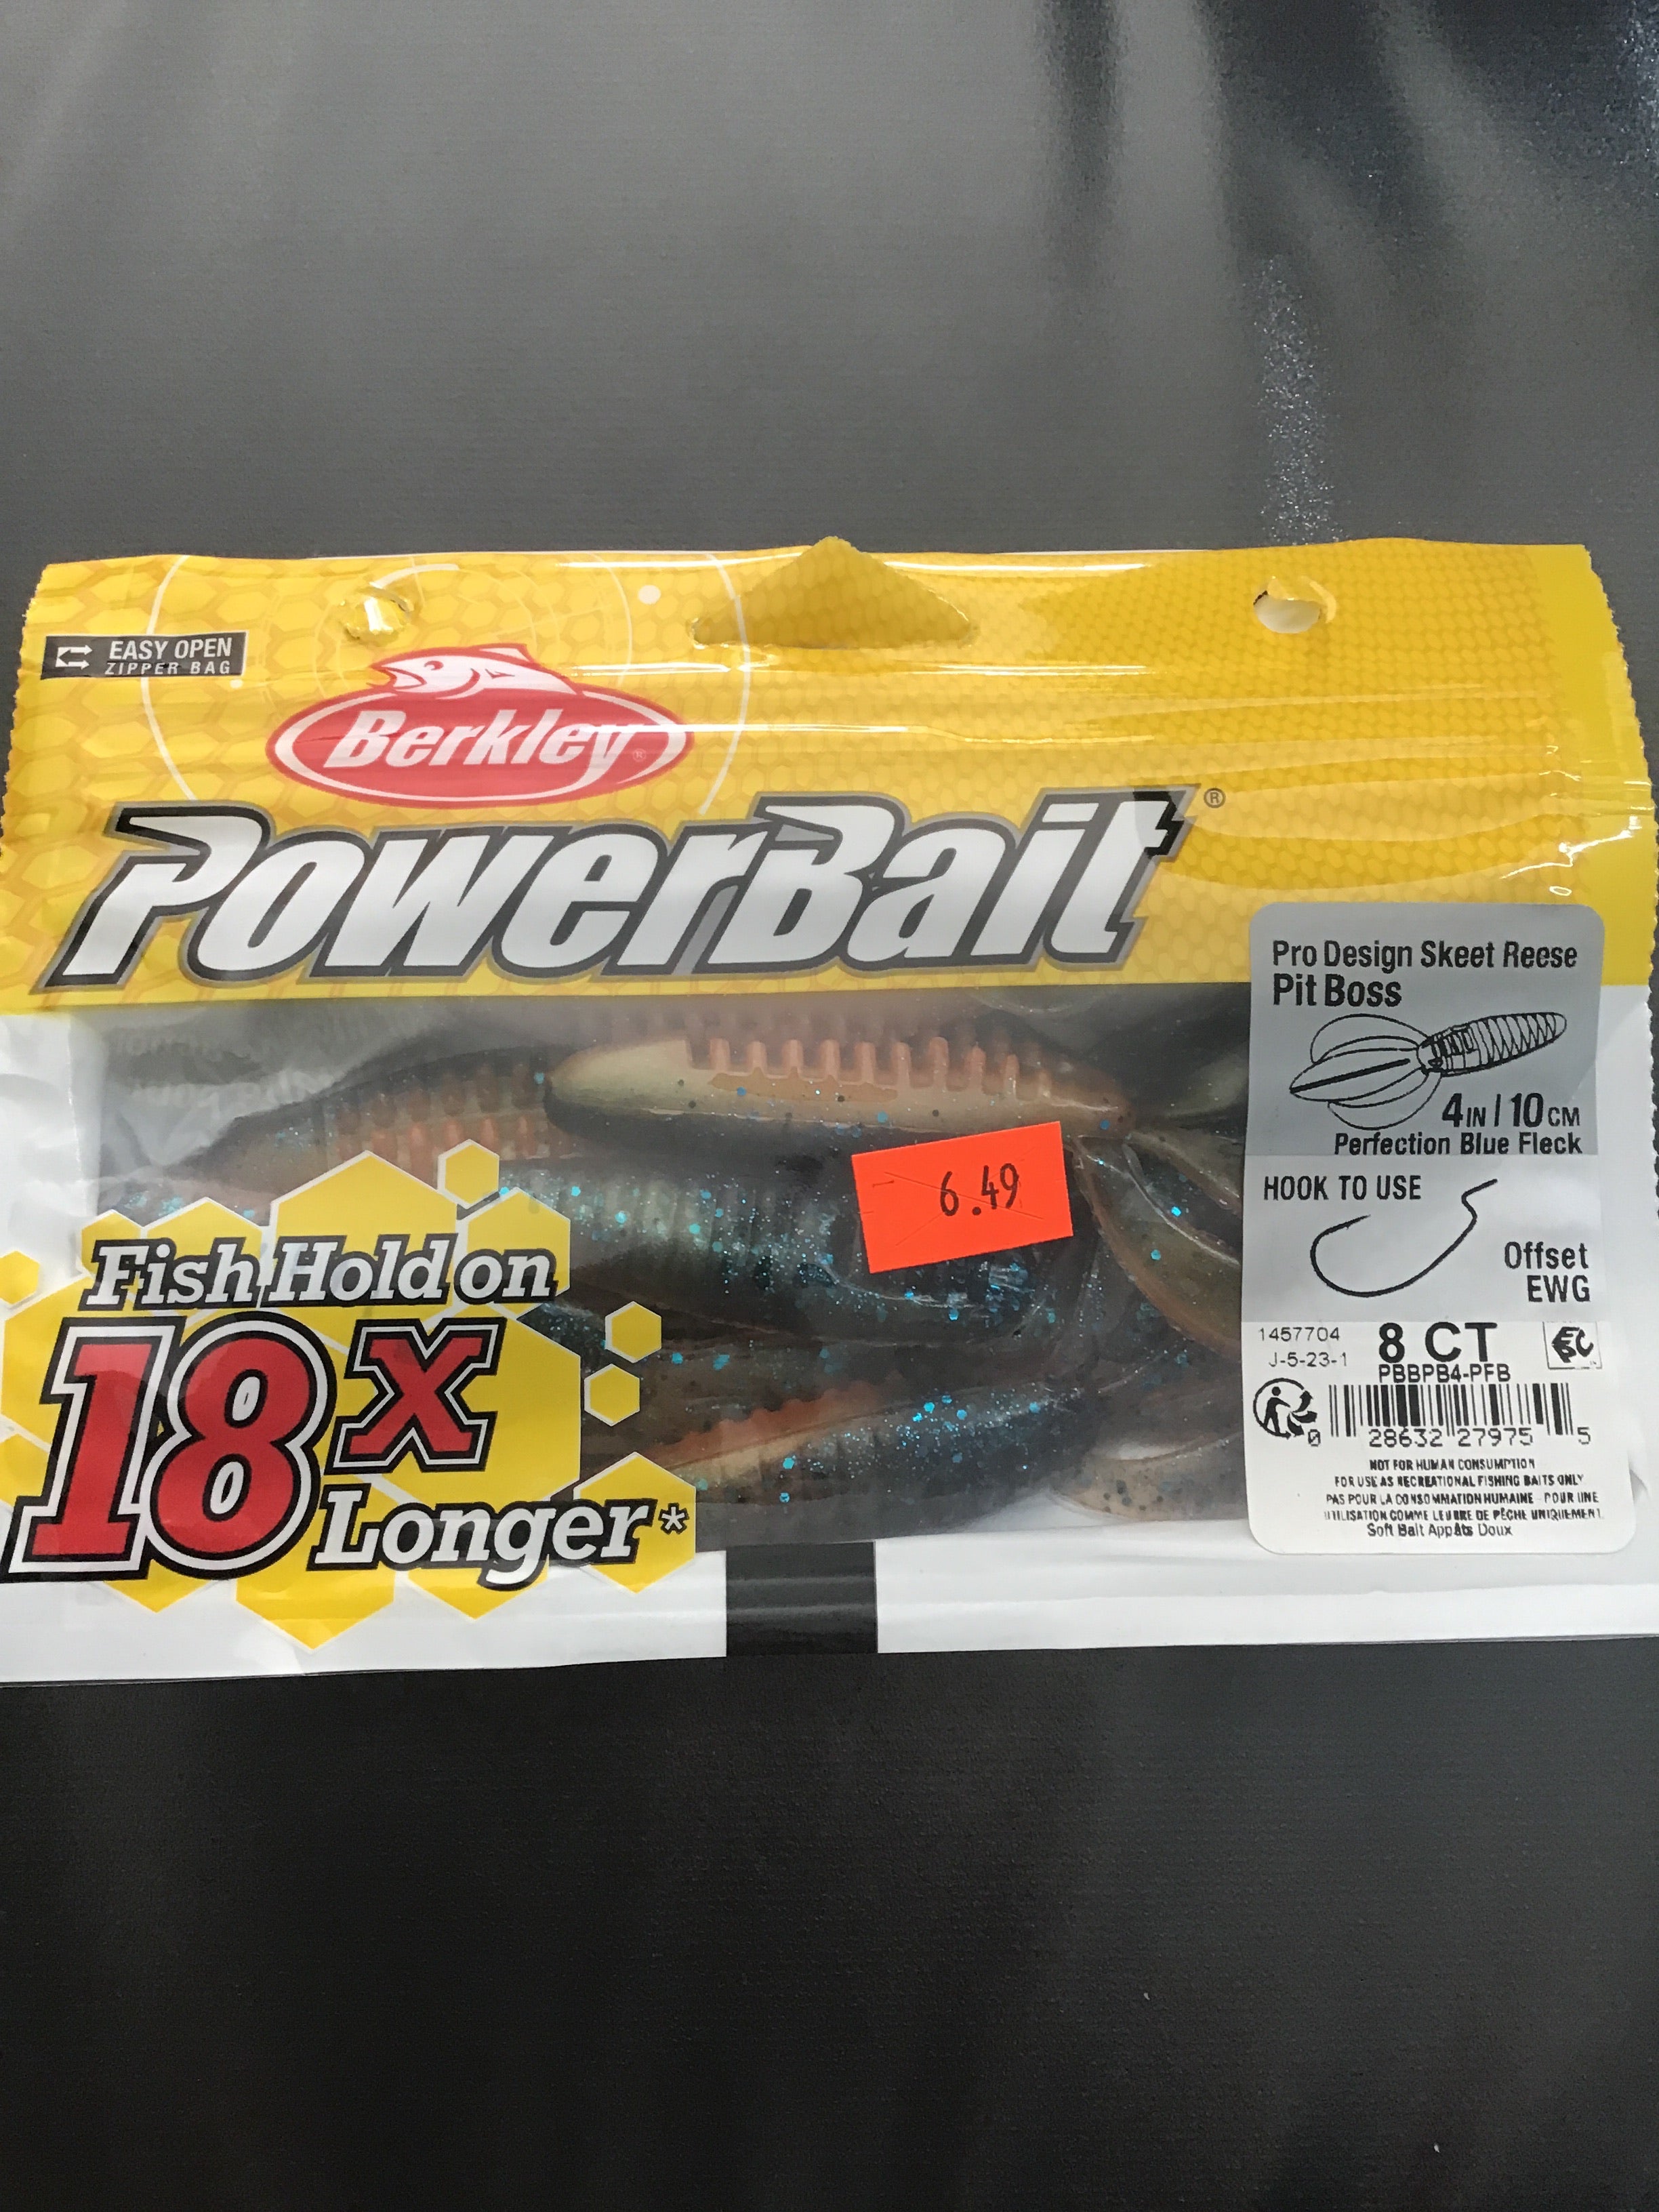 EASY OPEN
ZIPPER BAG
Berkley®
PowerBait®
Pro Design Skeet Reese
Pit Boss
4IN / 10CM
Perfection Blue Fleck
HOOK TO USE
Offset
EWG
6.49
Fish Hold on
18X
Longer*
1457704
J-5-23-1
8 CT
PBBPB4-PFB
0 28632 27975 5
NOT FOR HUMAN CONSUMPTION
FOR USE AS RECREATIONAL FISHING BAITS ONLY
PAS POUR LA CONSOMMATION HUMAINE POUR UNE
UTILISATION COMME LEURRE DE PÊCHE UNIQUEMENT.
Soft Bait Appâts Doux